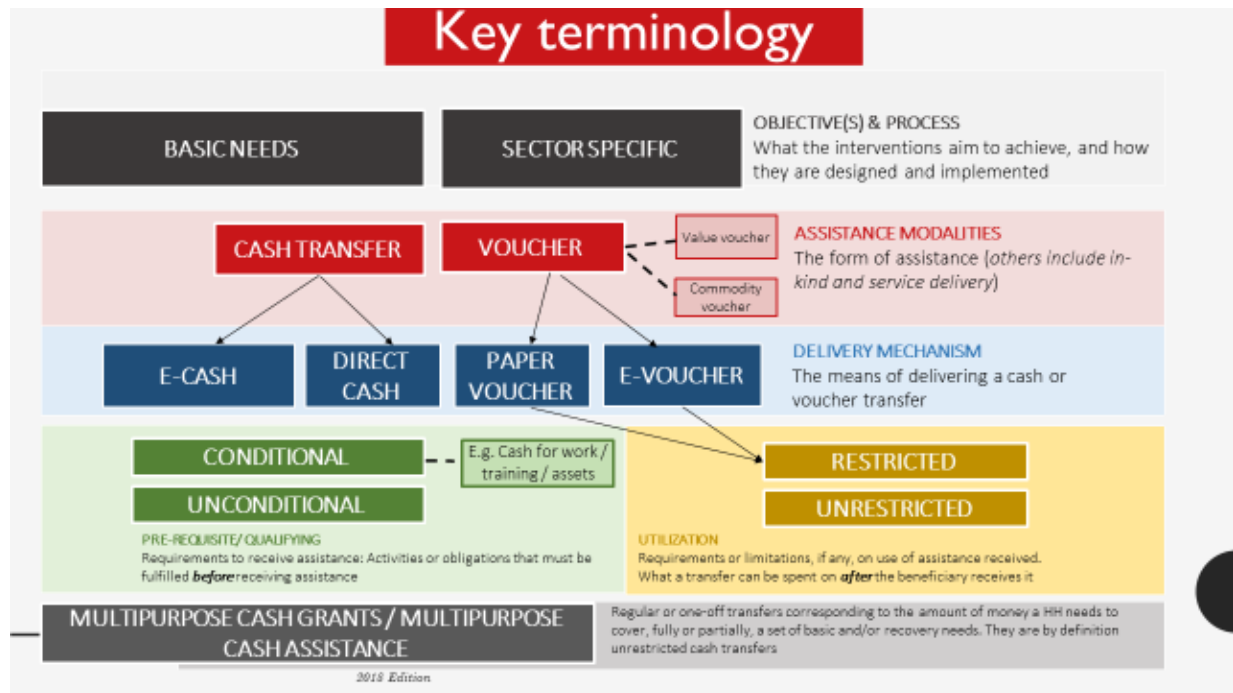 Key terminology
BASIC NEEDS
SECTOR SPECIFIC
OBJECTIVE(S) & PROCESS
What the interventions aim to achieve, and how
they are designed and implemented
CASH TRANSFER
VOUCHER
Value voucher
Commodity
voucher
ASSISTANCE MODALITIES
The form of assistance (others include in-
kind and service delivery)
E-CASH
DIRECT
CASH
PAPER
VOUCHER
E-VOUCHER
DELIVERY MECHANISM
The means of delivering a cash or
voucher transfer
CONDITIONAL
E.g. Cash for work /
training / assets
UNCONDITIONAL
PRE-REQUISITE/ QUALIFYING
Requirements to receive assistance: Activities or obligations that must be
fulfilled before receiving assistance
RESTRICTED
UNRESTRICTED
UTILIZATION
Requirements or limitations, if any, on use of assistance received.
What a transfer can be spent on after the beneficiary receives it
MULTIPURPOSE CASH GRANTS / MULTIPURPOSE
CASH ASSISTANCE
Regular or one-off transfers corresponding to the amount of money a HH needs to
cover, fully or partially, a set of basic and/or recovery needs. They are by definition
unrestricted cash transfers
2018 Edition